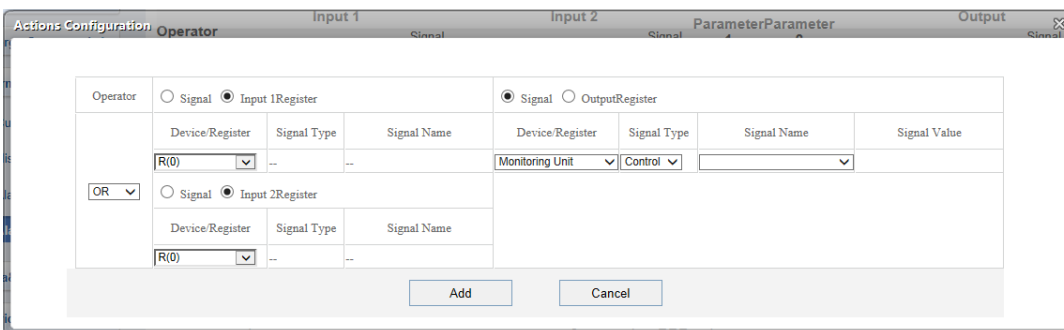 Input 1 Input 2 Output
Actions Configuration Operator ParameterParameter
Signal Signal Signal
Operator Signal Input 1Register Signal OutputRegister
Device/Register Signal Type Signal Name Device/Register Signal Type Signal Name Signal Value
R(0) -- -- Monitoring Unit Control
OR Signal Input 2Register
Device/Register Signal Type Signal Name
R(0) -- --
Add Cancel